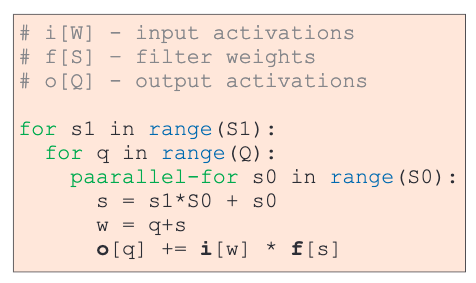 # i[W] – input activations
# f[S] – filter weights
# o[Q] – output activations
for s1 in range(S1):
for q in range(Q):
paarallel-for s0 in range(S0):
s = s1*S0 + s0
w = q+s
o[q] += i[w] * f[s]